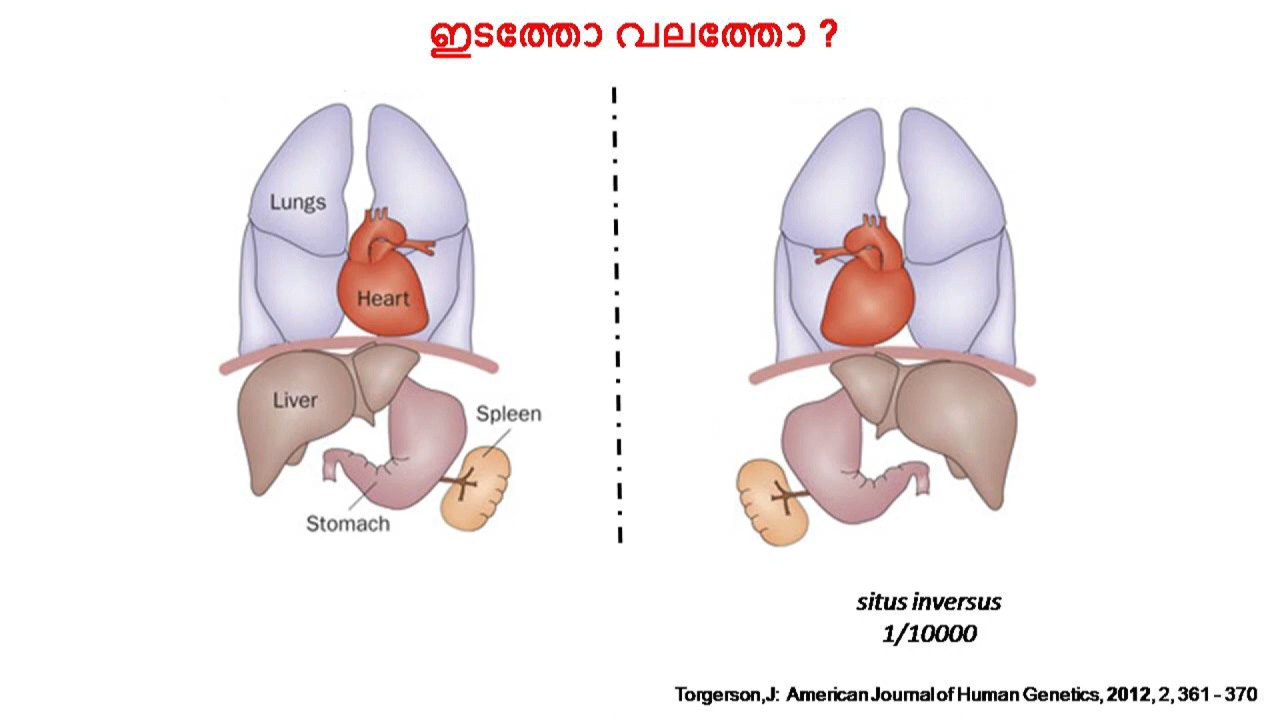 ഇടത്തോ വലത്തോ ?
Lungs
Heart
Liver
Spleen
Stomach
situs inversus
1/10000
Torgerson,J: American Journal of Human Genetics, 2012, 2, 361 - 370